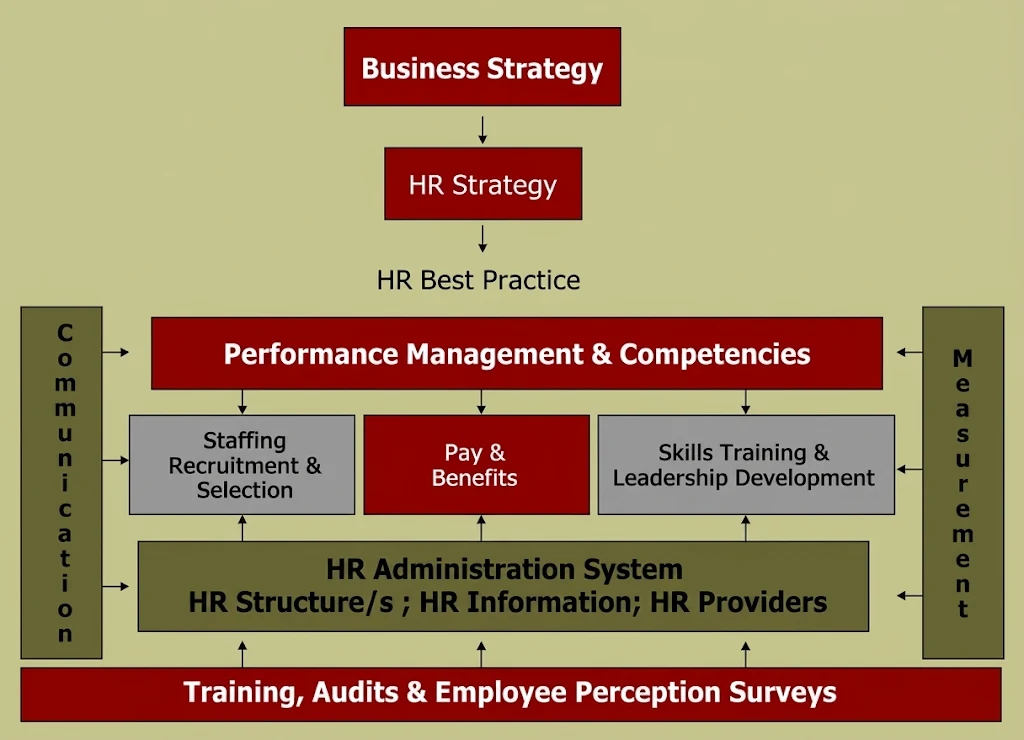 Business Strategy
HR Strategy
HR Best Practice
Communication
Performance Management & Competencies
Measurement
Staffing
Recruitment &
Selection
Pay &
Benefits
Skills Training &
Leadership Development
HR Administration System
HR Structure/s ; HR Information; HR Providers
Training, Audits & Employee Perception Surveys